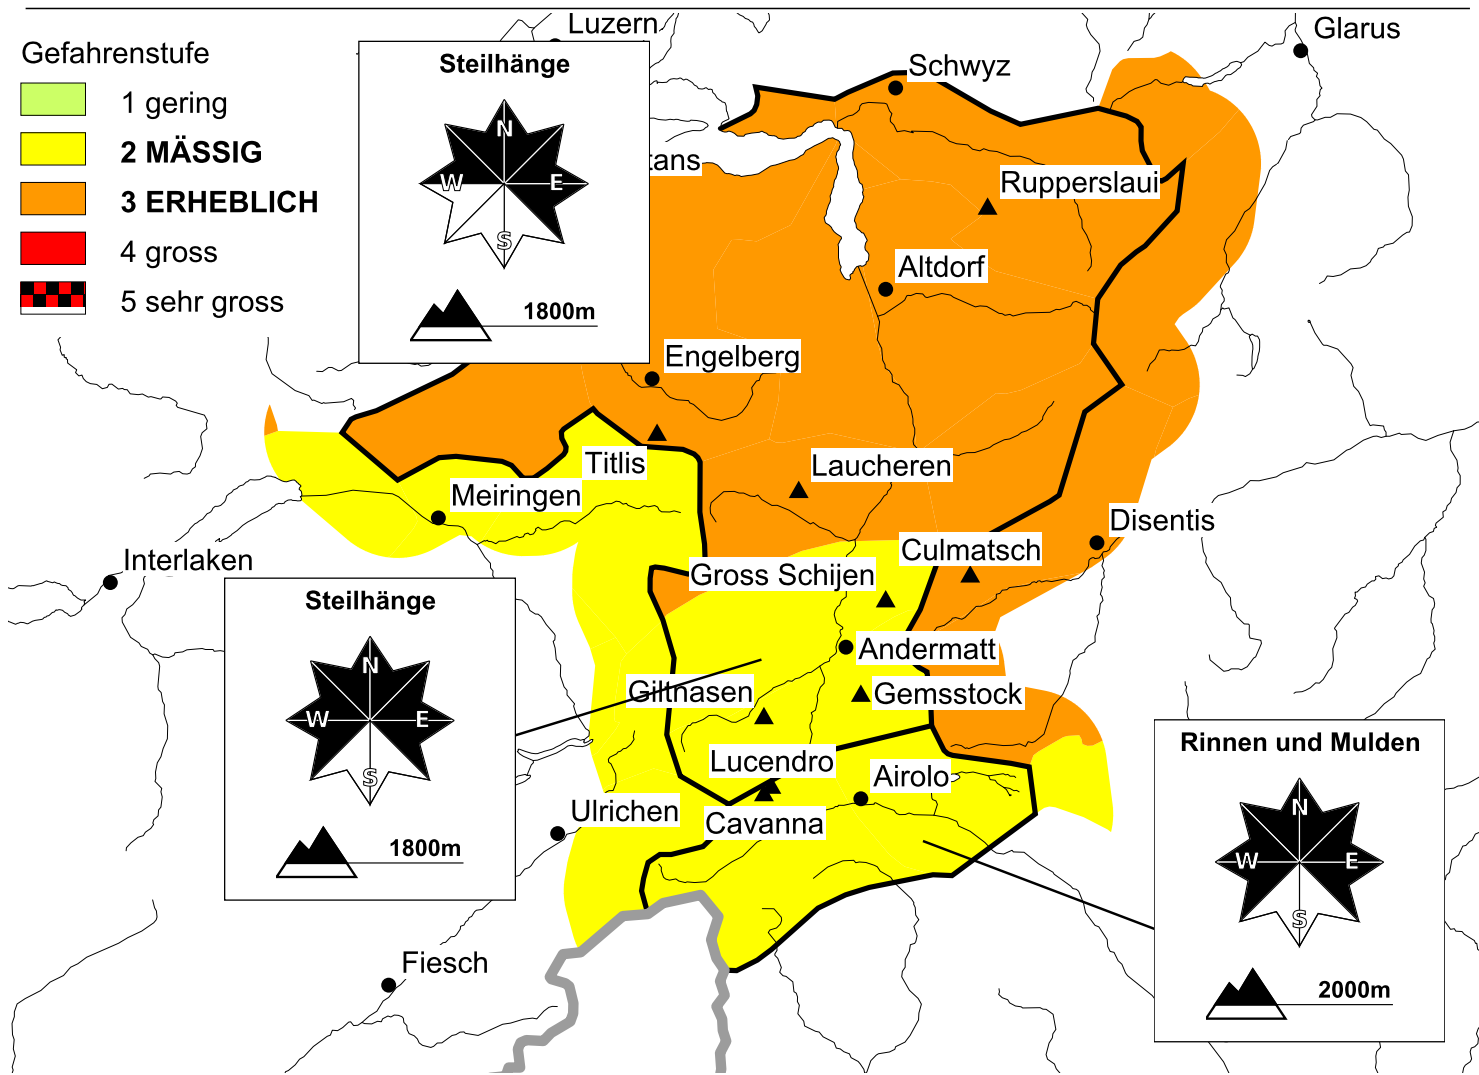 Luzern
Glarus
Gefahrenstufe
Steilhänge
Schwyz
1 gering
N
2 MÄSSIG
tans
W
E
Rupperslaui
3 ERHEBLICH
S
4 gross
Altdorf
5 sehr gross
1800m
Engelberg
Titlis
Laucheren
Meiringen
Disentis
Interlaken
Culmatsch
Gross Schijen
Steilhänge
Andermatt
N
Giltnasen
Gemsstock
W
E
Rinnen und Mulden
Lucendro
Airolo
S
N
Ulrichen
Cavanna
1800m
W
E
S
Fiesch
2000m